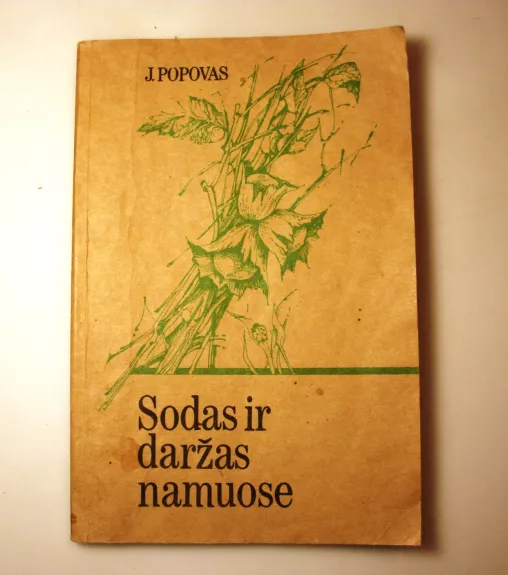 J. POPOVAS
Sodas ir
daržas
namuose